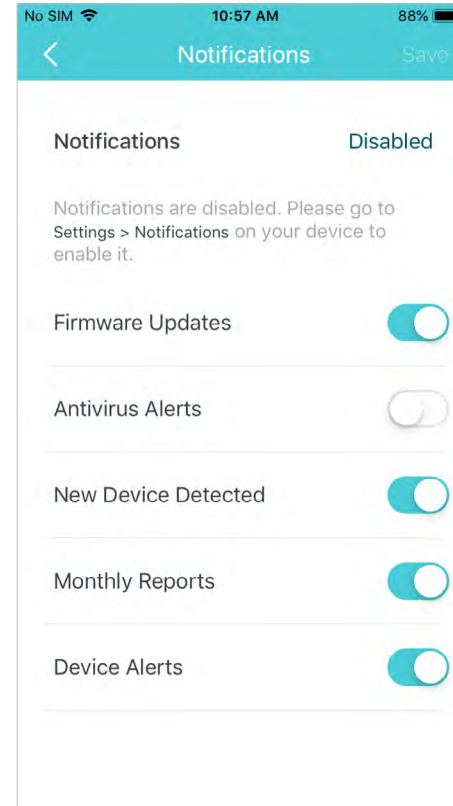 No SIM 10:57 AM 88%
Notifications Save
Notifications Disabled
Notifications are disabled. Please go to
Settings > Notifications on your device to
enable it.
Firmware Updates
Antivirus Alerts
New Device Detected
Monthly Reports
Device Alerts